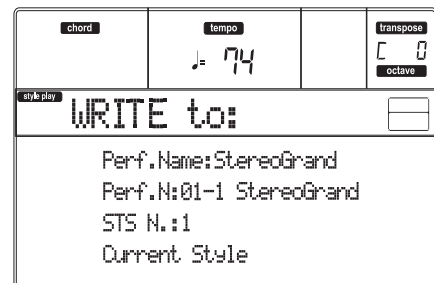 chord
tempo
transpose
♩= 74
C 0
octave
style play
WRITE to:
Perf.Name:StereoGrand
Perf.N:01-1 StereoGrand
STS N.:1
Current Style